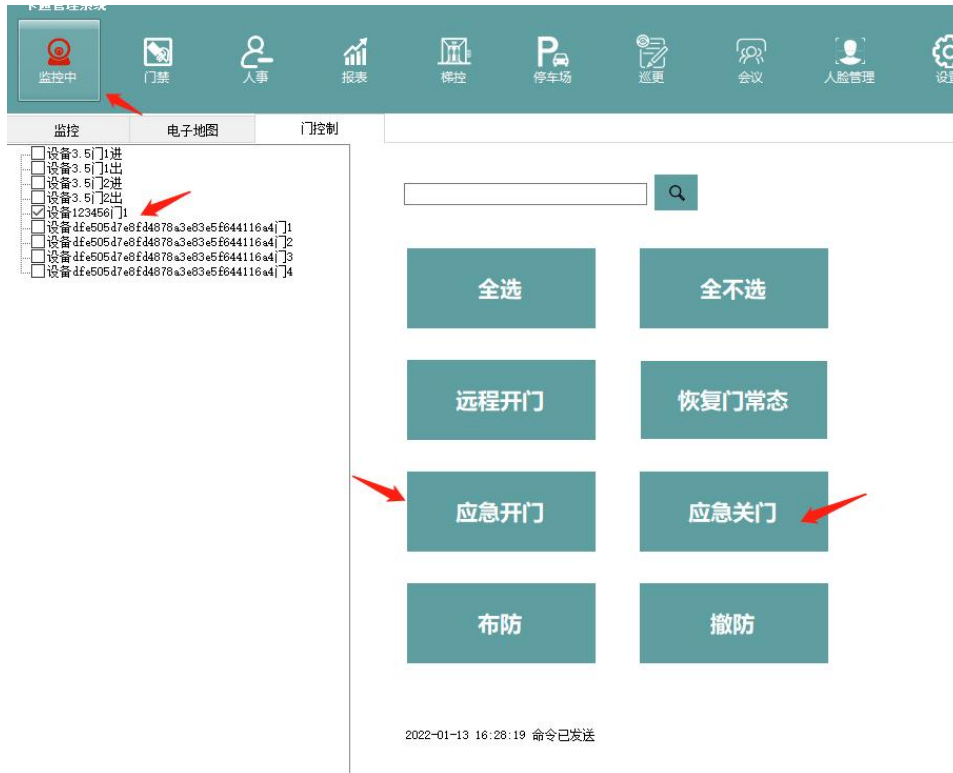 卡通管理系统
监控中
门禁
人事
报表
梯控
停车场
巡更
会议
人脸管理
设置
监控
电子地图
门控制
设备3.5门1进
设备3.5门1出
设备3.5门2进
设备3.5门2出
设备123456门1
设备dfe505d7e8fd4878a3e83e5f644116a4门1
设备dfe505d7e8fd4878a3e83e5f644116a4门2
设备dfe505d7e8fd4878a3e83e5f644116a4门3
设备dfe505d7e8fd4878a3e83e5f644116a4门4
全选
全不选
远程开门
恢复门常态
应急开门
应急关门
布防
撤防
2022-01-13 16:28:19 命令已发送